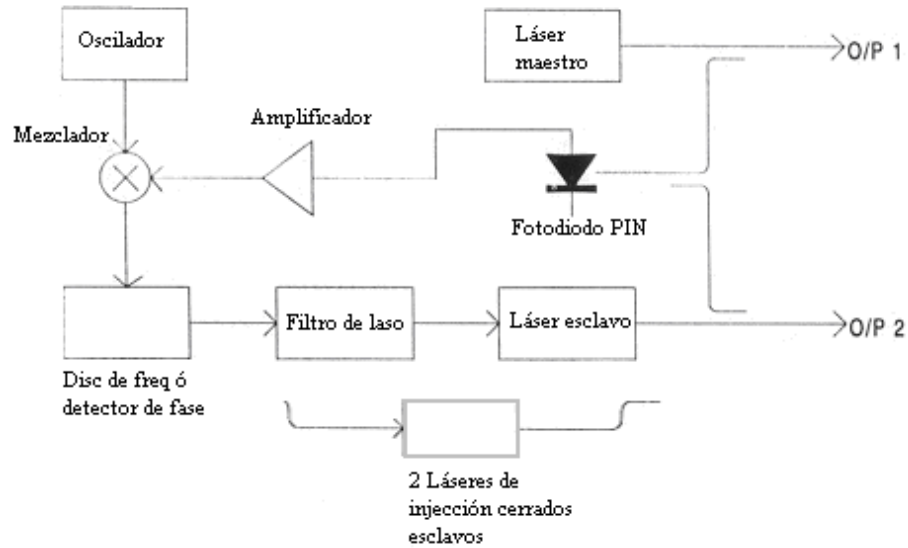 Oscilador
Láser
maestro
O/P 1
Mezclador
Amplificador
Fotodiodo PIN
Filtro de laso
Láser esclavo
O/P 2
Disc de freq ó
detector de fase
2 Láseres de
injección cerrados
esclavos